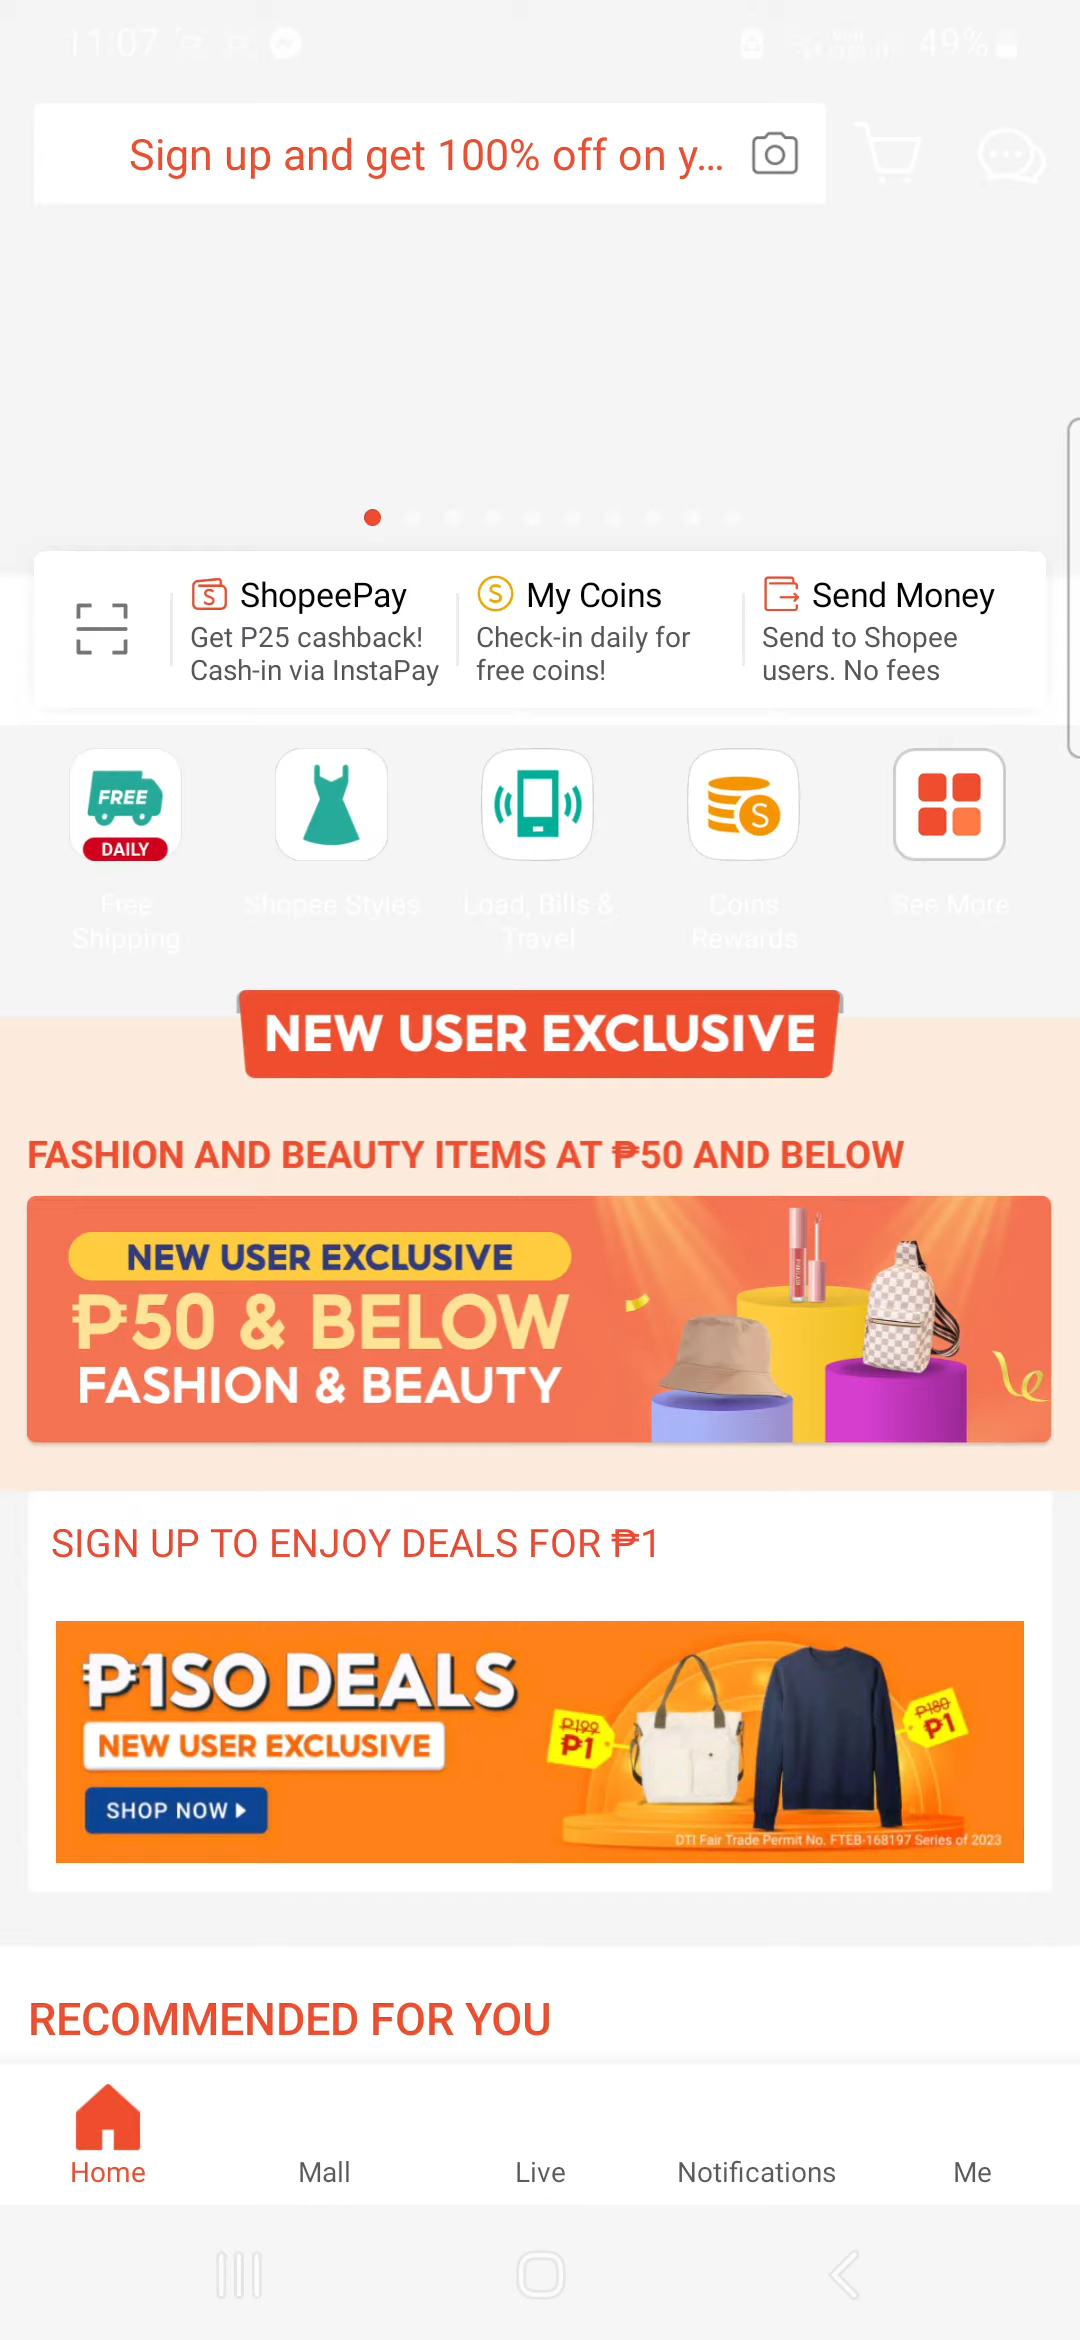 11:07
49%
Sign up and get 100% off on y...
ShopeePay
Get P25 cashback!
Cash-in via InstaPay
My Coins
Check-in daily for
free coins!
Send Money
Send to Shopee
users. No fees
FREE
DAILY
Free
Shipping
Shopee Styles
Load, Bills &
Travel
Coins
Rewards
See More
NEW USER EXCLUSIVE
FASHION AND BEAUTY ITEMS AT ₱50 AND BELOW
NEW USER EXCLUSIVE
₱50 & BELOW
FASHION & BEAUTY
SIGN UP TO ENJOY DEALS FOR ₱1
₱1SO DEALS
NEW USER EXCLUSIVE
SHOP NOW
₱199
₱1
₱180
₱1
DTI Fair Trade Permit No. FTEB-168197 Series of 2023
RECOMMENDED FOR YOU
Home
Mall
Live
Notifications
Me